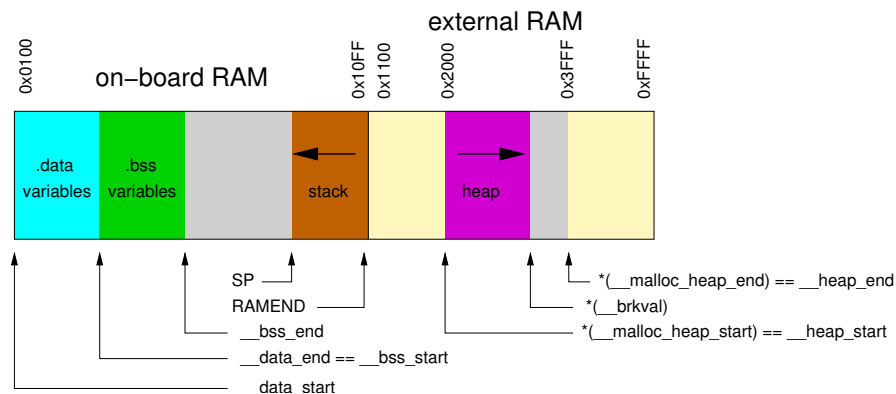 external RAM
on−board RAM
0x0100
0x10FF
0x1100
0x2000
0x3FFF
0xFFFF
.data
variables
.bss
variables
stack
heap
SP
RAMEND
__bss_end
__data_end == __bss_start
__data_start
*(__malloc_heap_end) == __heap_end
*(__brkval)
*(__malloc_heap_start) == __heap_start